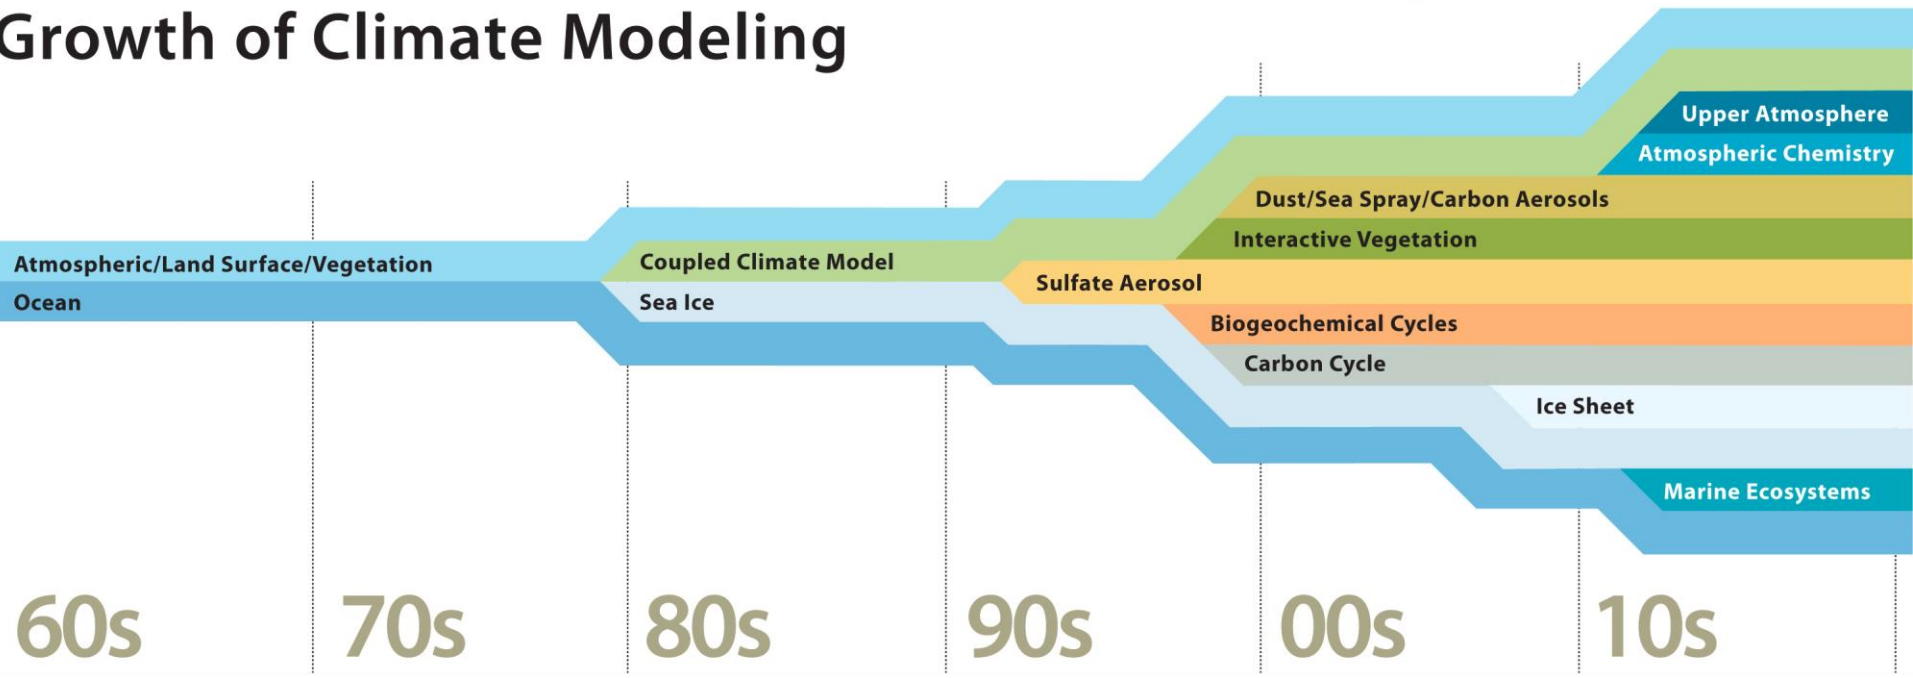 Growth of Climate Modeling
Upper Atmosphere
Atmospheric Chemistry
Dust/Sea Spray/Carbon Aerosols
Interactive Vegetation
Atmospheric/Land Surface/Vegetation
Coupled Climate Model
Sulfate Aerosol
Ocean
Sea Ice
Biogeochemical Cycles
Carbon Cycle
Ice Sheet
Marine Ecosystems
60s 70s 80s 90s 00s 10s